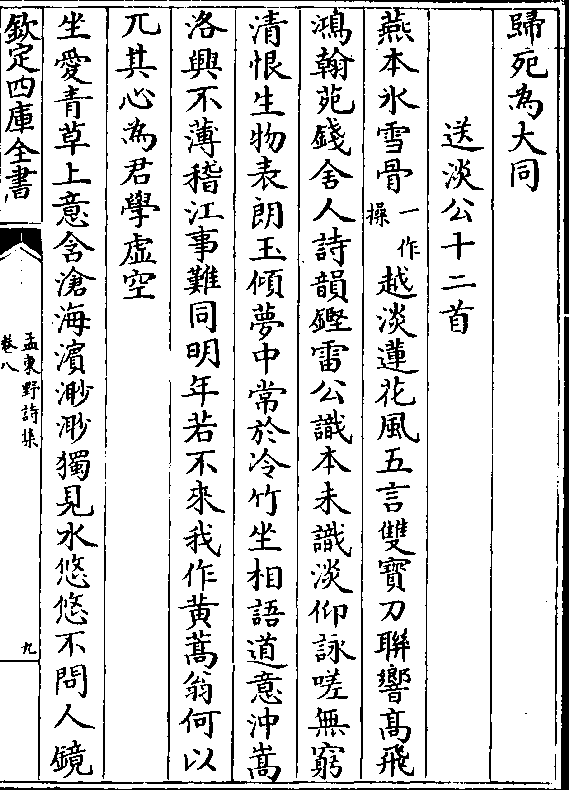 歸死為大同
送淡公十二首
燕本氷雪骨一作操越淡蓮花風五言雙寶刀聯響髙飛
鴻翰苑錢舍人詩韻鏗雷公識本未識淡仰詠嗟無窮
清恨生物表朗玉傾夢中常於冷竹坐相語道意沖嵩
洛興不薄稽江事難同明年若不來我作黄蒿翁何以
兀其心為君學虛空
坐愛青草上意含滄海濵渺渺獨見水悠悠不問人鏡
欽定四庫全書
孟東野詩集
卷八
九